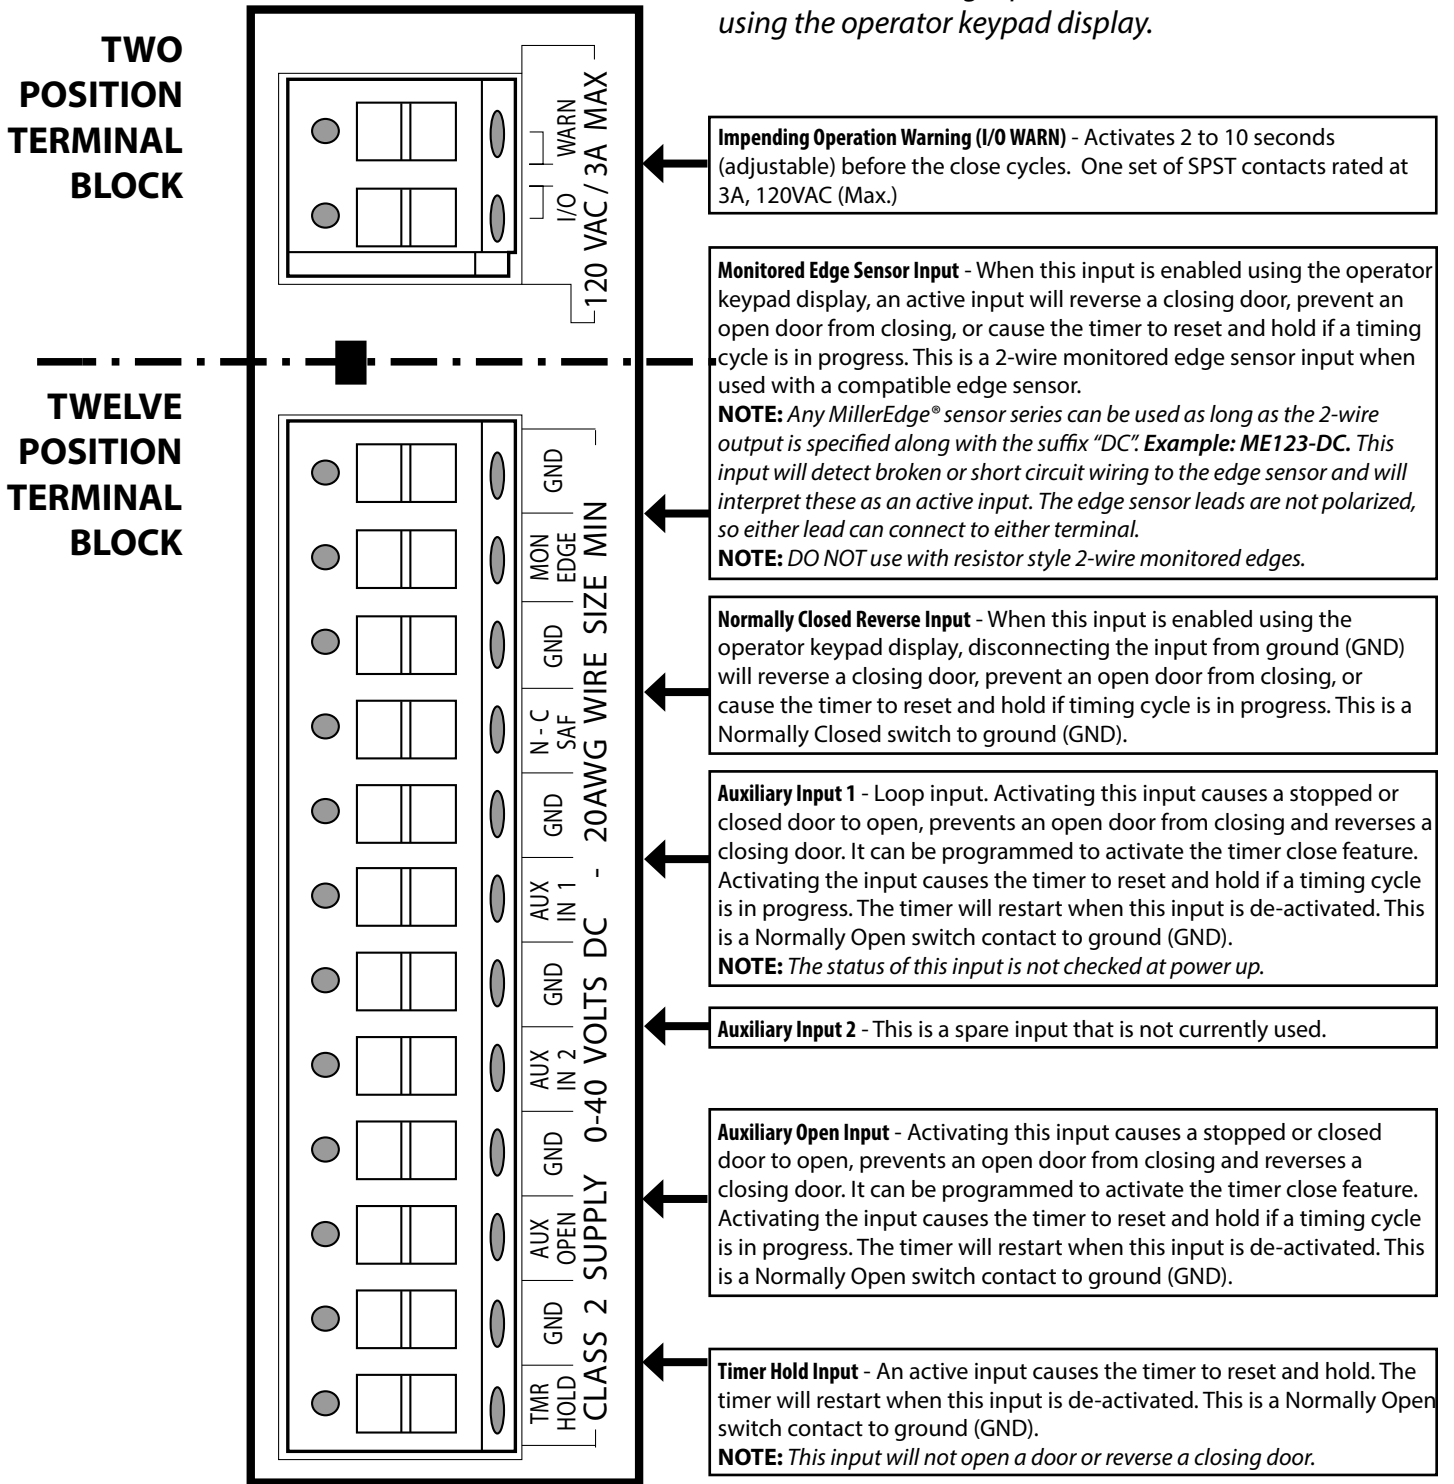 using the operator keypad display.
TWO
POSITION
TERMINAL
BLOCK
I/O WARN
120 VAC / 3A MAX
Impending Operation Warning (I/O WARN) - Activates 2 to 10 seconds
(adjustable) before the close cycles. One set of SPST contacts rated at
3A, 120VAC (Max.)
Monitored Edge Sensor Input - When this input is enabled using the operator
keypad display, an active input will reverse a closing door, prevent an
open door from closing, or cause the timer to reset and hold if a timing
cycle is in progress. This is a 2-wire monitored edge sensor input when
used with a compatible edge sensor.
NOTE: Any MillerEdge® sensor series can be used as long as the 2-wire
output is specified along with the suffix “DC”. Example: ME123-DC. This
input will detect broken or short circuit wiring to the edge sensor and will
interpret these as an active input. The edge sensor leads are not polarized,
so either lead can connect to either terminal.
NOTE: DO NOT use with resistor style 2-wire monitored edges.
TWELVE
POSITION
TERMINAL
BLOCK
GND
MON
EDGE
GND
N - C
SAF
GND
AUX
IN 1
GND
AUX
IN 2
GND
AUX
OPEN
GND
TMR
HOLD
CLASS 2 SUPPLY 0-40 VOLTS DC - 20AWG WIRE SIZE MIN
Normally Closed Reverse Input - When this input is enabled using the
operator keypad display, disconnecting the input from ground (GND)
will reverse a closing door, prevent an open door from closing, or
cause the timer to reset and hold if timing cycle is in progress. This is a
Normally Closed switch to ground (GND).
Auxiliary Input 1 - Loop input. Activating this input causes a stopped or
closed door to open, prevents an open door from closing and reverses a
closing door. It can be programmed to activate the timer close feature.
Activating the input causes the timer to reset and hold if a timing cycle
is in progress. The timer will restart when this input is de-activated. This
is a Normally Open switch contact to ground (GND).
NOTE: The status of this input is not checked at power up.
Auxiliary Input 2 - This is a spare input that is not currently used.
Auxiliary Open Input - Activating this input causes a stopped or closed
door to open, prevents an open door from closing and reverses a
closing door. It can be programmed to activate the timer close feature.
Activating the input causes the timer to reset and hold if a timing cycle
is in progress. The timer will restart when this input is de-activated. This
is a Normally Open switch contact to ground (GND).
Timer Hold Input - An active input causes the timer to reset and hold. The
timer will restart when this input is de-activated. This is a Normally Open
switch contact to ground (GND).
NOTE: This input will not open a door or reverse a closing door.